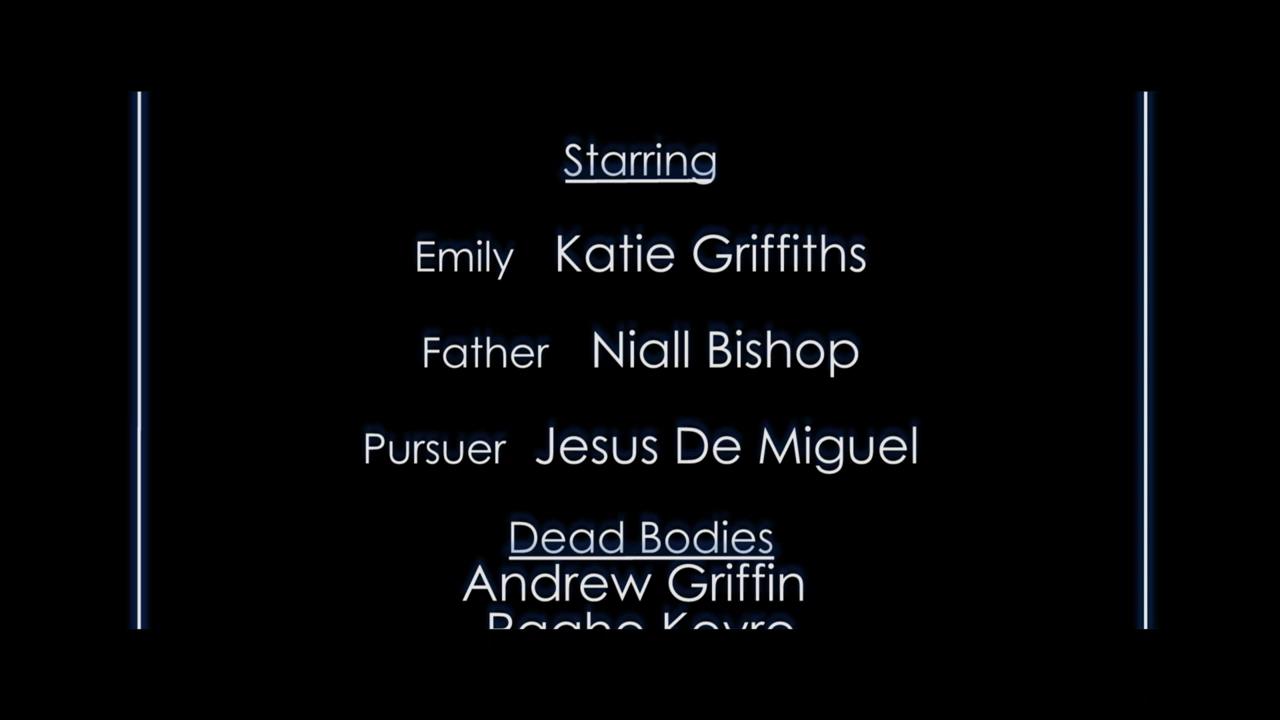 Starring
Emily Katie Griffiths
Father Niall Bishop
Pursuer Jesus De Miguel
Dead Bodies
Andrew Griffin